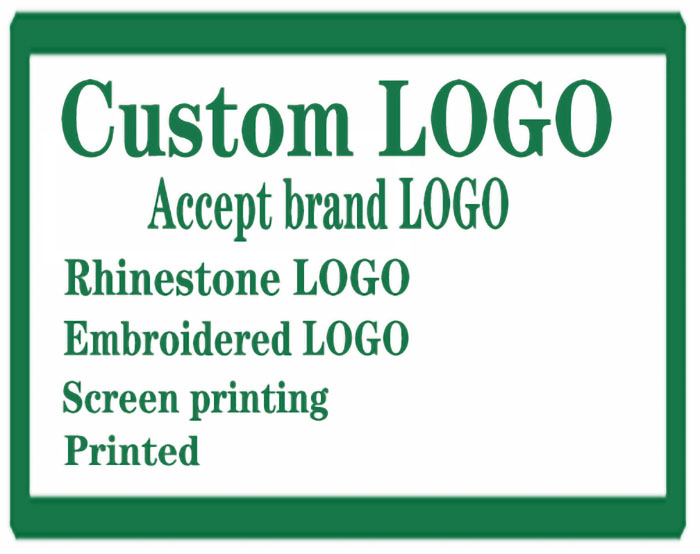 Custom LOGO
Accept brand LOGO
Rhinestone LOGO
Embroidered LOGO
Screen printing
Printed